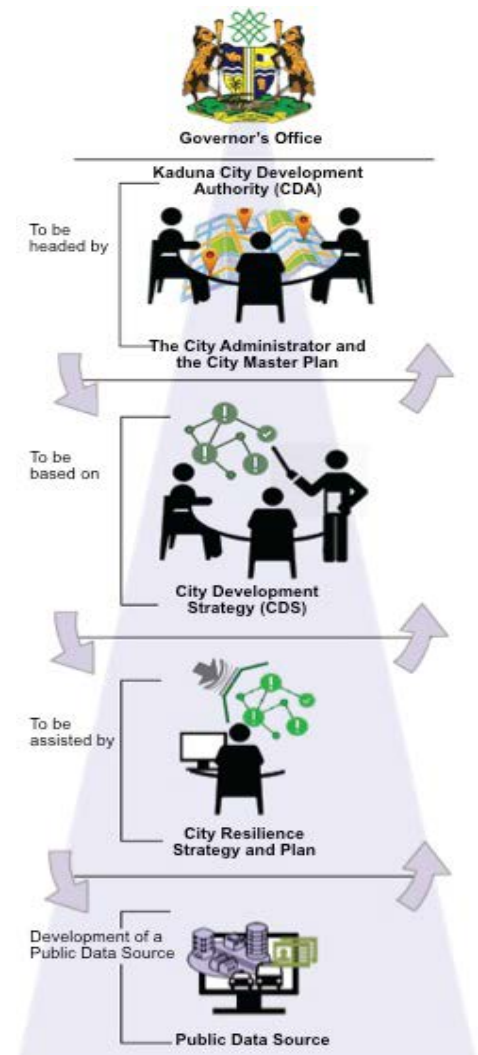 Governor's Office
Kaduna City Development
Authority (CDA)
To be
headed by
The City Administrator and
the City Master Plan
To be
based on
City Development
Strategy (CDS)
To be
assisted by
City Resilience
Strategy and Plan
Development of a
Public Data Source
Public Data Source